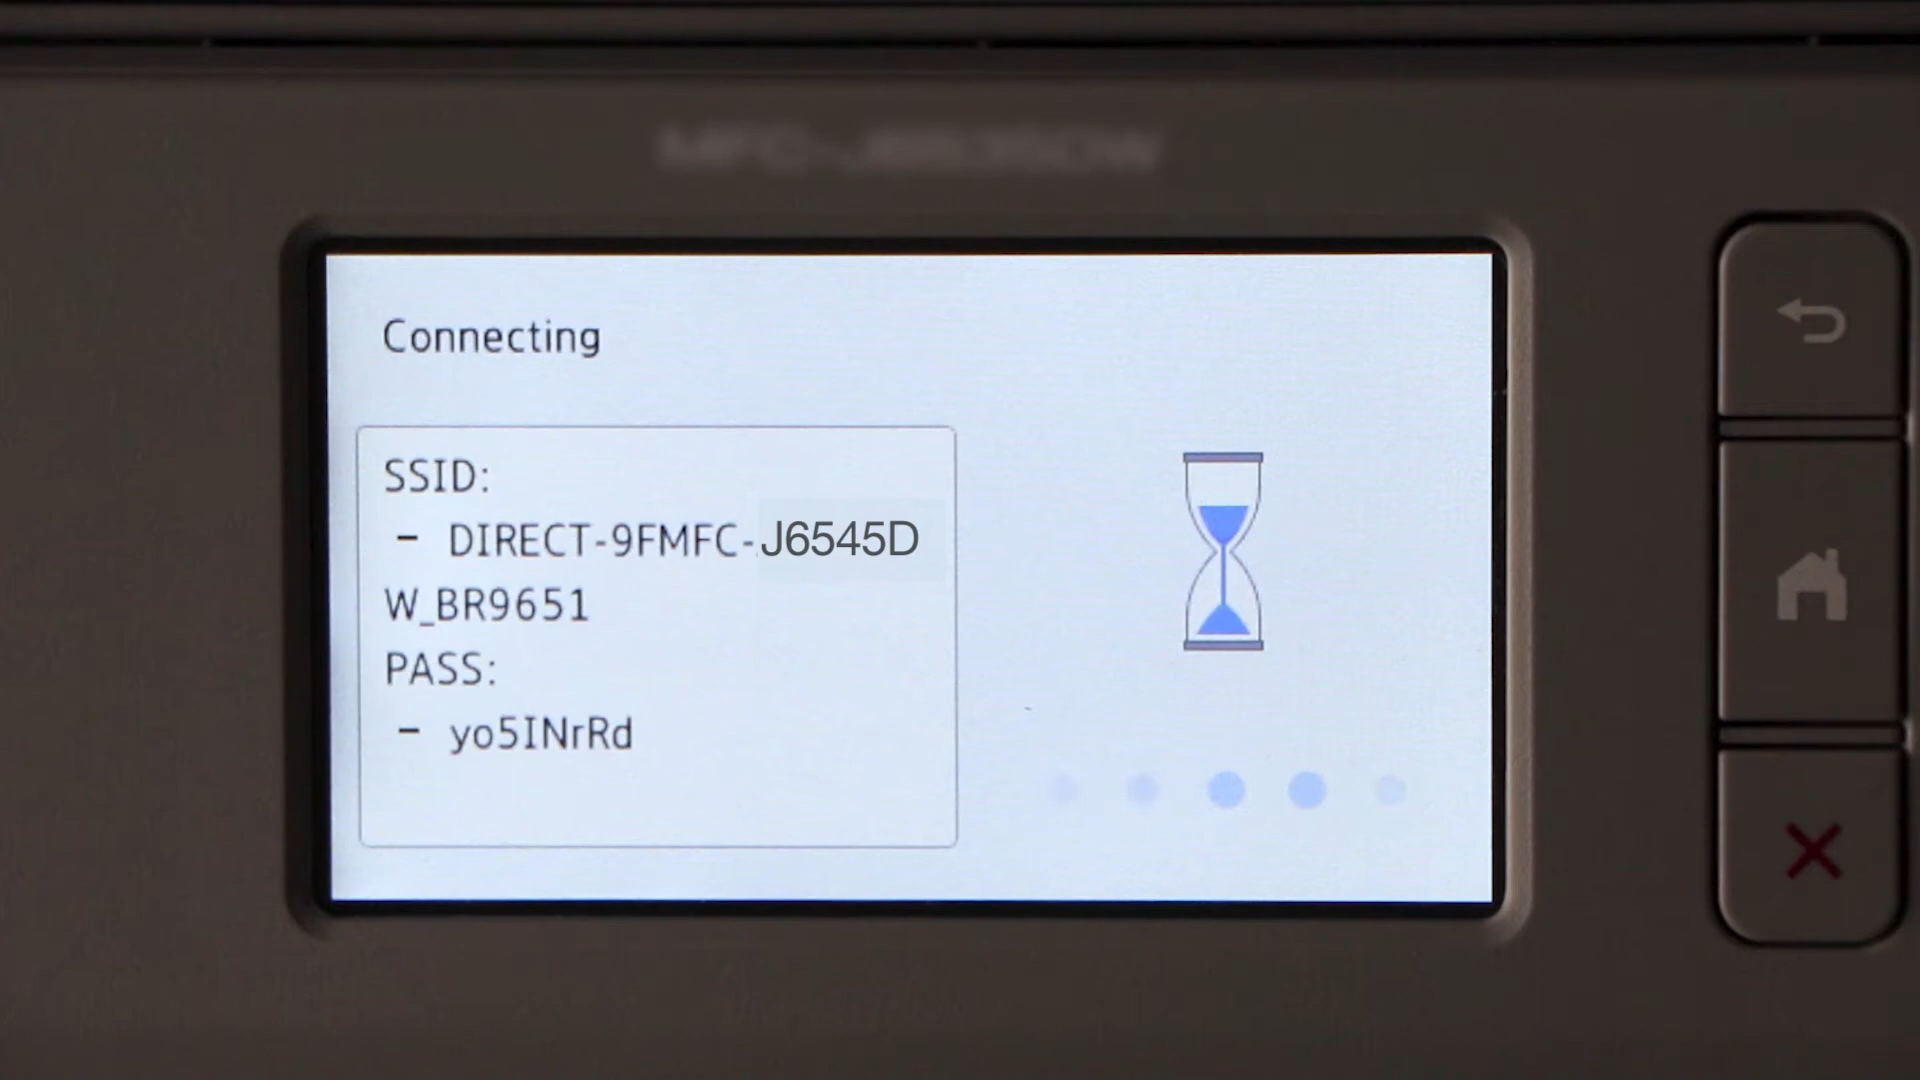 Connecting
SSID:
– DIRECT-9FMFC-J6545D
W_BR9651
PASS:
– yo5INrRd